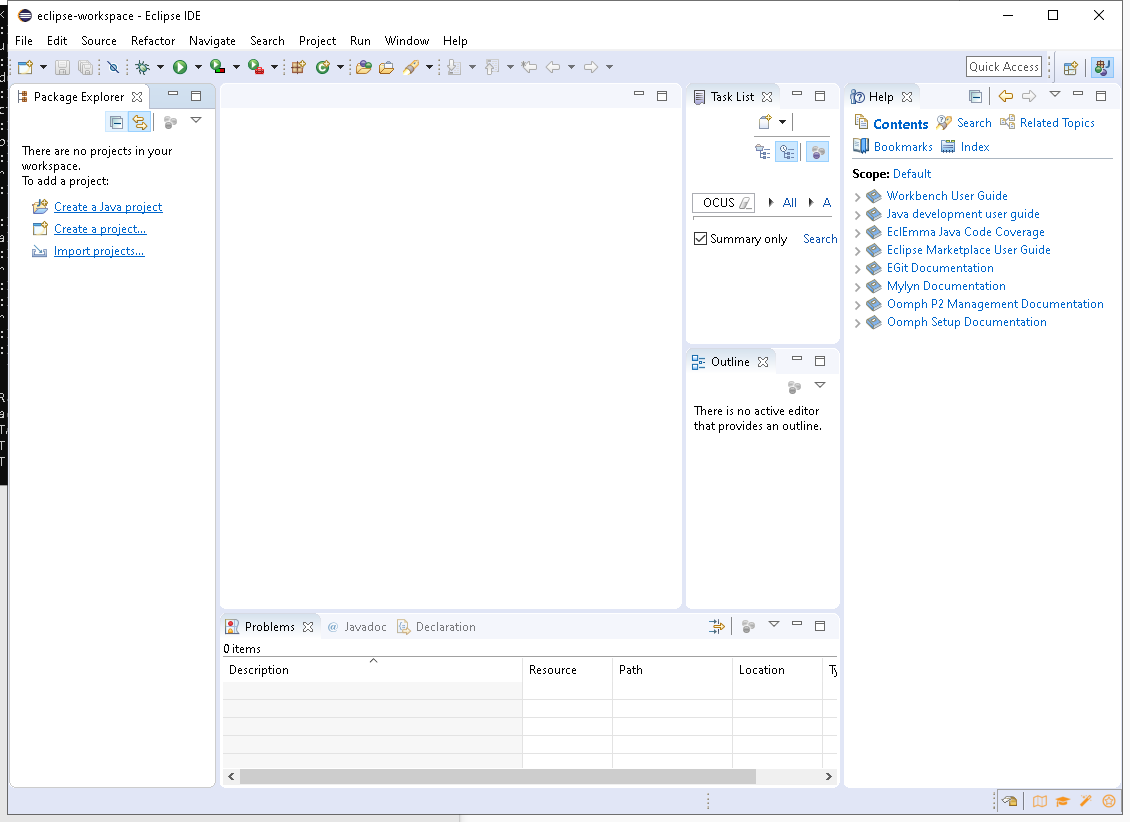 eclipse-workspace - Eclipse IDE
File Edit Source Refactor Navigate Search Project Run Window Help
Quick Access
Package Explorer
There are no projects in your
workspace.
To add a project:
Create a Java project
Create a project...
Import projects...
Task List
OCUS All A
Summary only Search
Outline
There is no active editor
that provides an outline.
Help
Contents Search Related Topics
Bookmarks Index
Scope: Default
Workbench User Guide
Java development user guide
EclEmma Java Code Coverage
Eclipse Marketplace User Guide
EGit Documentation
Mylyn Documentation
Oomph P2 Management Documentation
Oomph Setup Documentation
Problems @ Javadoc Declaration
0 items
Description Resource Path Location Ty